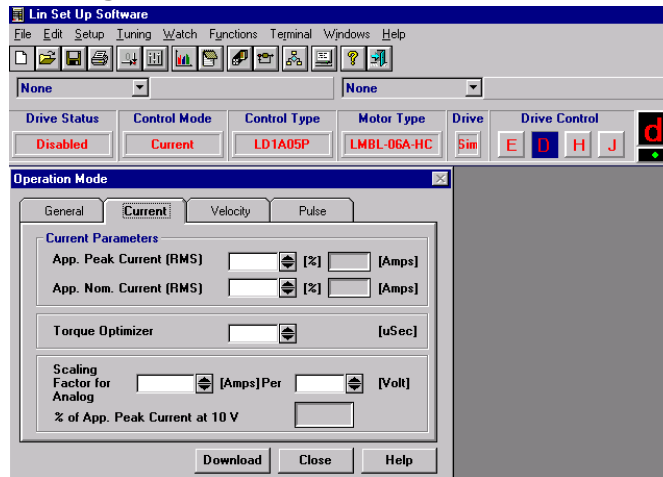 Lin Set Up Software
File Edit Setup Tuning Watch Functions Terminal Windows Help
None None
Drive Status Control Mode Control Type Motor Type Drive Drive Control
Disabled Current LD1A05P LMBL-06A-HC Sim E D H J d
Operation Mode
General Current Velocity Pulse
Current Parameters
App. Peak Current (RMS) [%] [Amps]
App. Nom. Current (RMS) [%] [Amps]
Torque Optimizer [uSec]
Scaling
Factor for [Amps] Per [Volt]
Analog
% of App. Peak Current at 10 V
Download Close Help